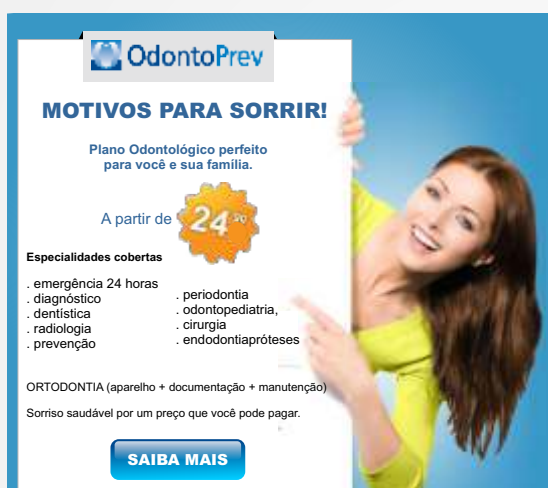 OdontoPrev
MOTIVOS PARA SORRIR!
Plano Odontológico perfeito
para você e sua família.
A partir de 24,90
Especialidades cobertas
. emergência 24 horas
. diagnóstico
. dentística
. radiologia
. prevenção
. periodontia
. odontopediatria,
. cirurgia
. endodontiapróteses
ORTODONTIA (aparelho + documentação + manutenção)
Sorriso saudável por um preço que você pode pagar.
SAIBA MAIS